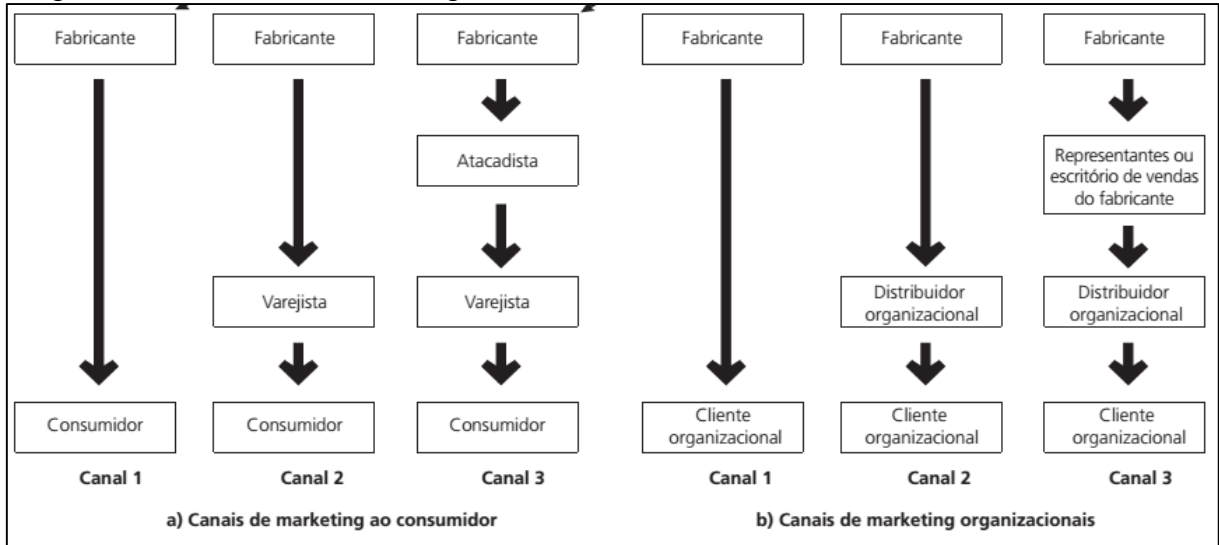 Fabricante
Fabricante
Fabricante
Fabricante
Fabricante
Fabricante
Atacadista
Representantes ou
escritório de vendas
do fabricante
Varejista
Varejista
Distribuidor
organizacional
Distribuidor
organizacional
Consumidor
Consumidor
Consumidor
Cliente
organizacional
Cliente
organizacional
Cliente
organizacional
Canal 1
Canal 2
Canal 3
Canal 1
Canal 2
Canal 3
a) Canais de marketing ao consumidor
b) Canais de marketing organizacionais